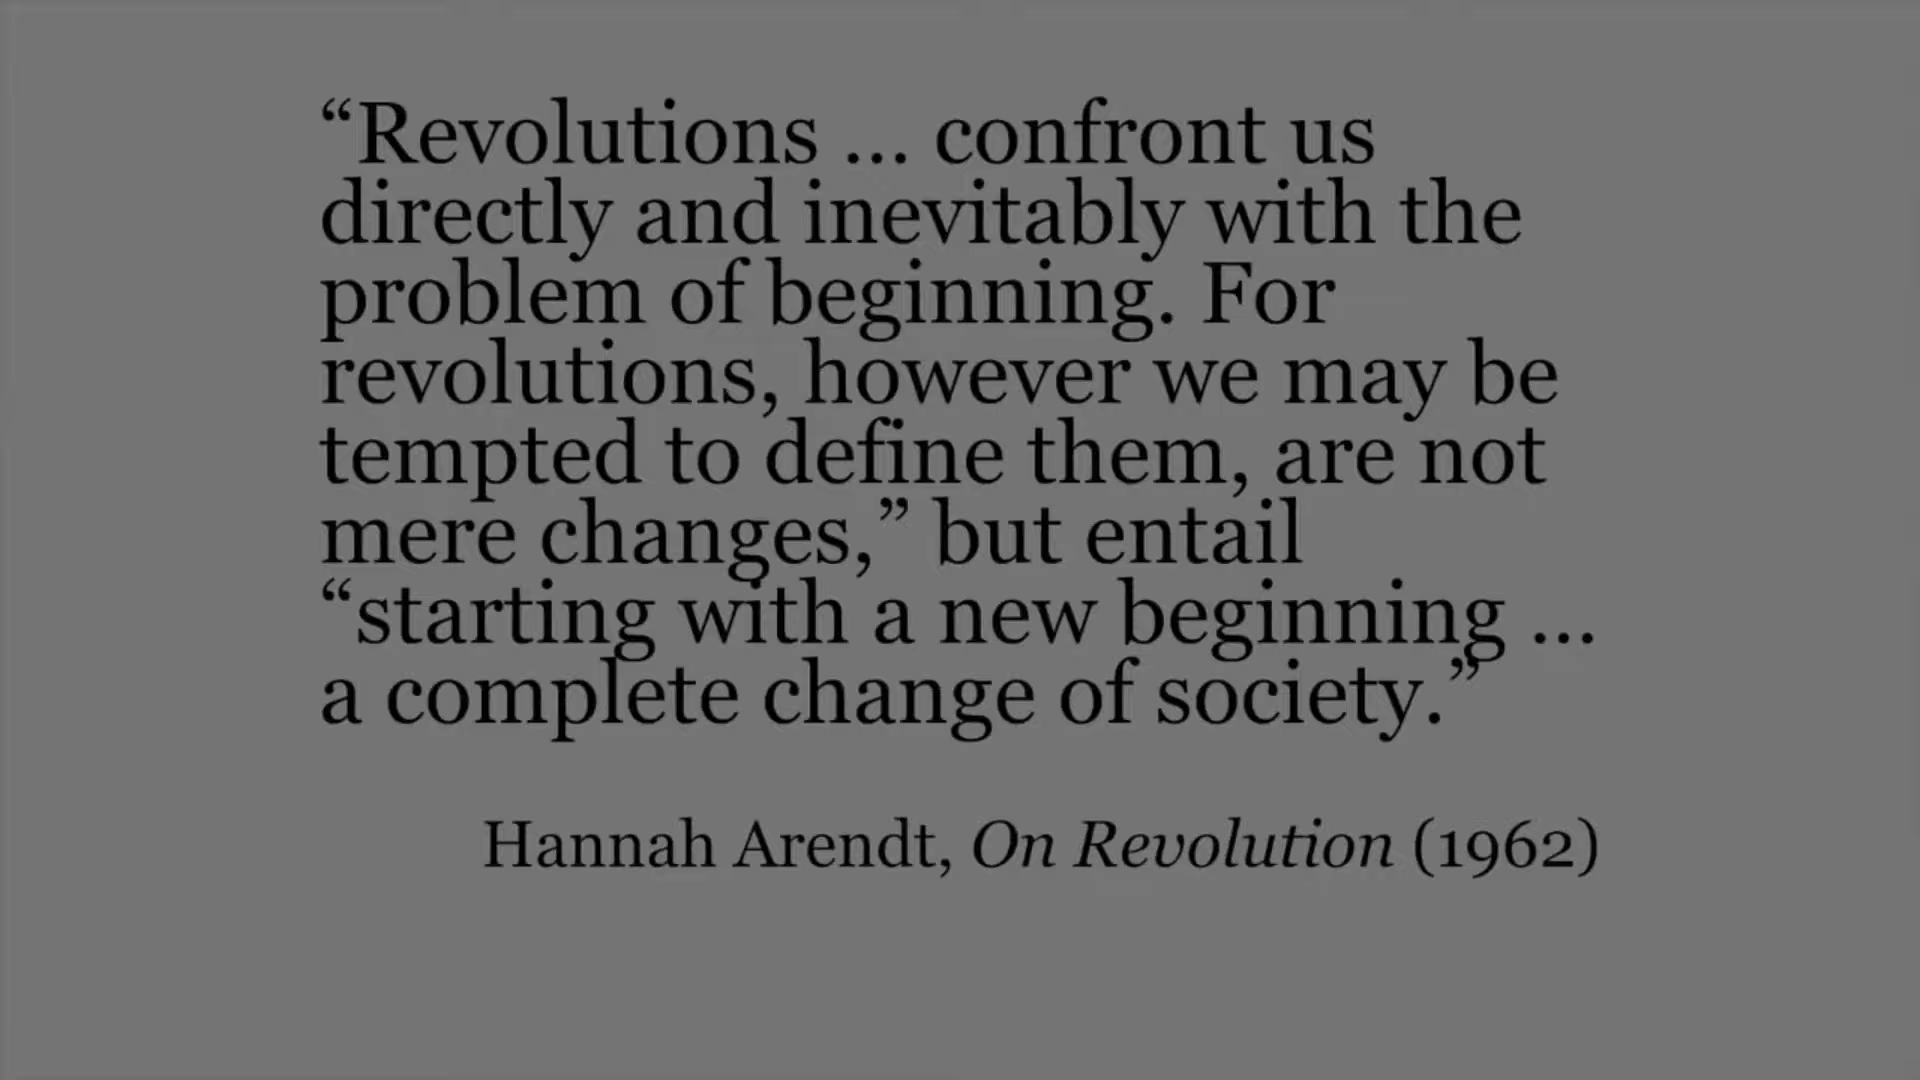 “Revolutions ... confront us
directly and inevitably with the
problem of beginning. For
revolutions, however we may be
tempted to define them, are not
mere changes,” but entail
“starting with a new beginning ...
a complete change of society.”
Hannah Arendt, On Revolution (1962)